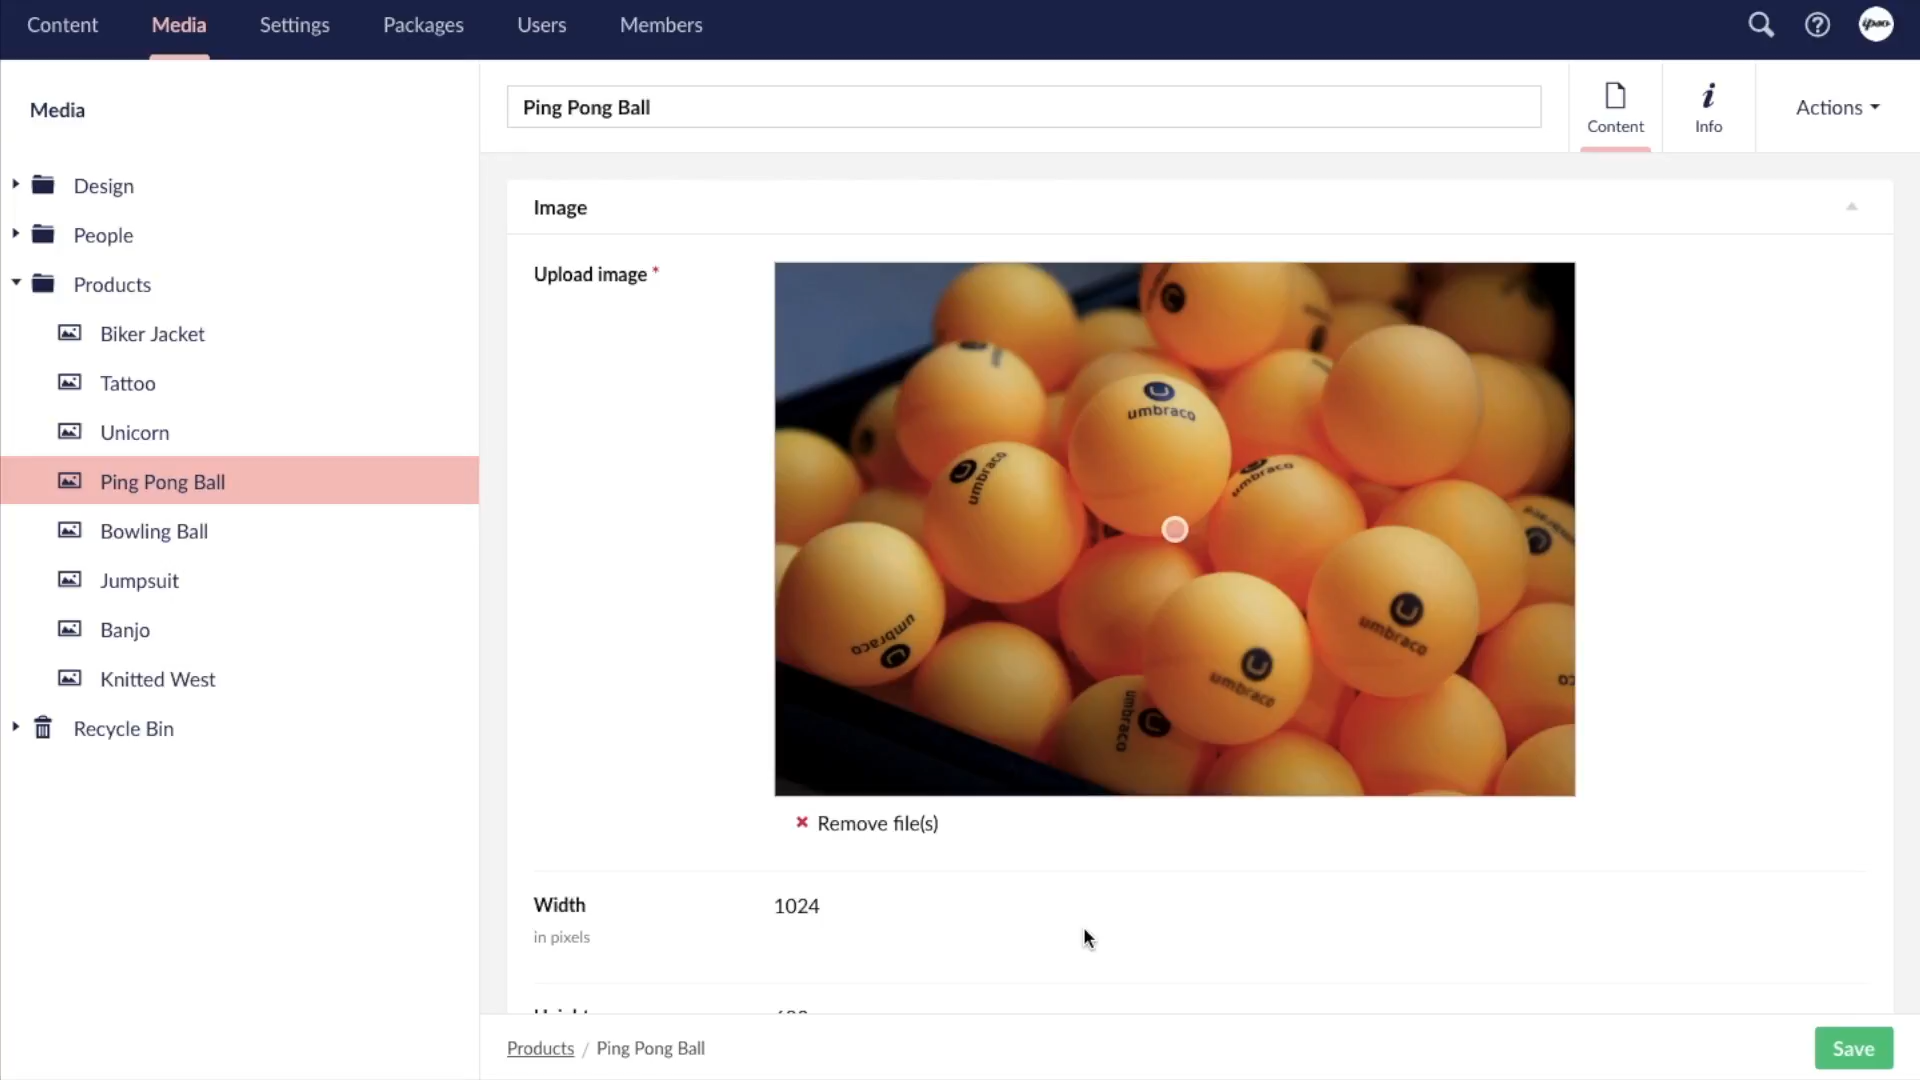 Content Media Settings Packages Users Members
Media
Ping Pong Ball
Content
Info
Actions
Design
People
Products
Biker Jacket
Tattoo
Unicorn
Ping Pong Ball
Bowling Ball
Jumpsuit
Banjo
Knitted West
Recycle Bin
Image
Upload image *
umbraco
umbraco
umbraco
umbraco
umbraco
umbraco
umbraco
Remove file(s)
Width
1024
in pixels
Products / Ping Pong Ball
Save